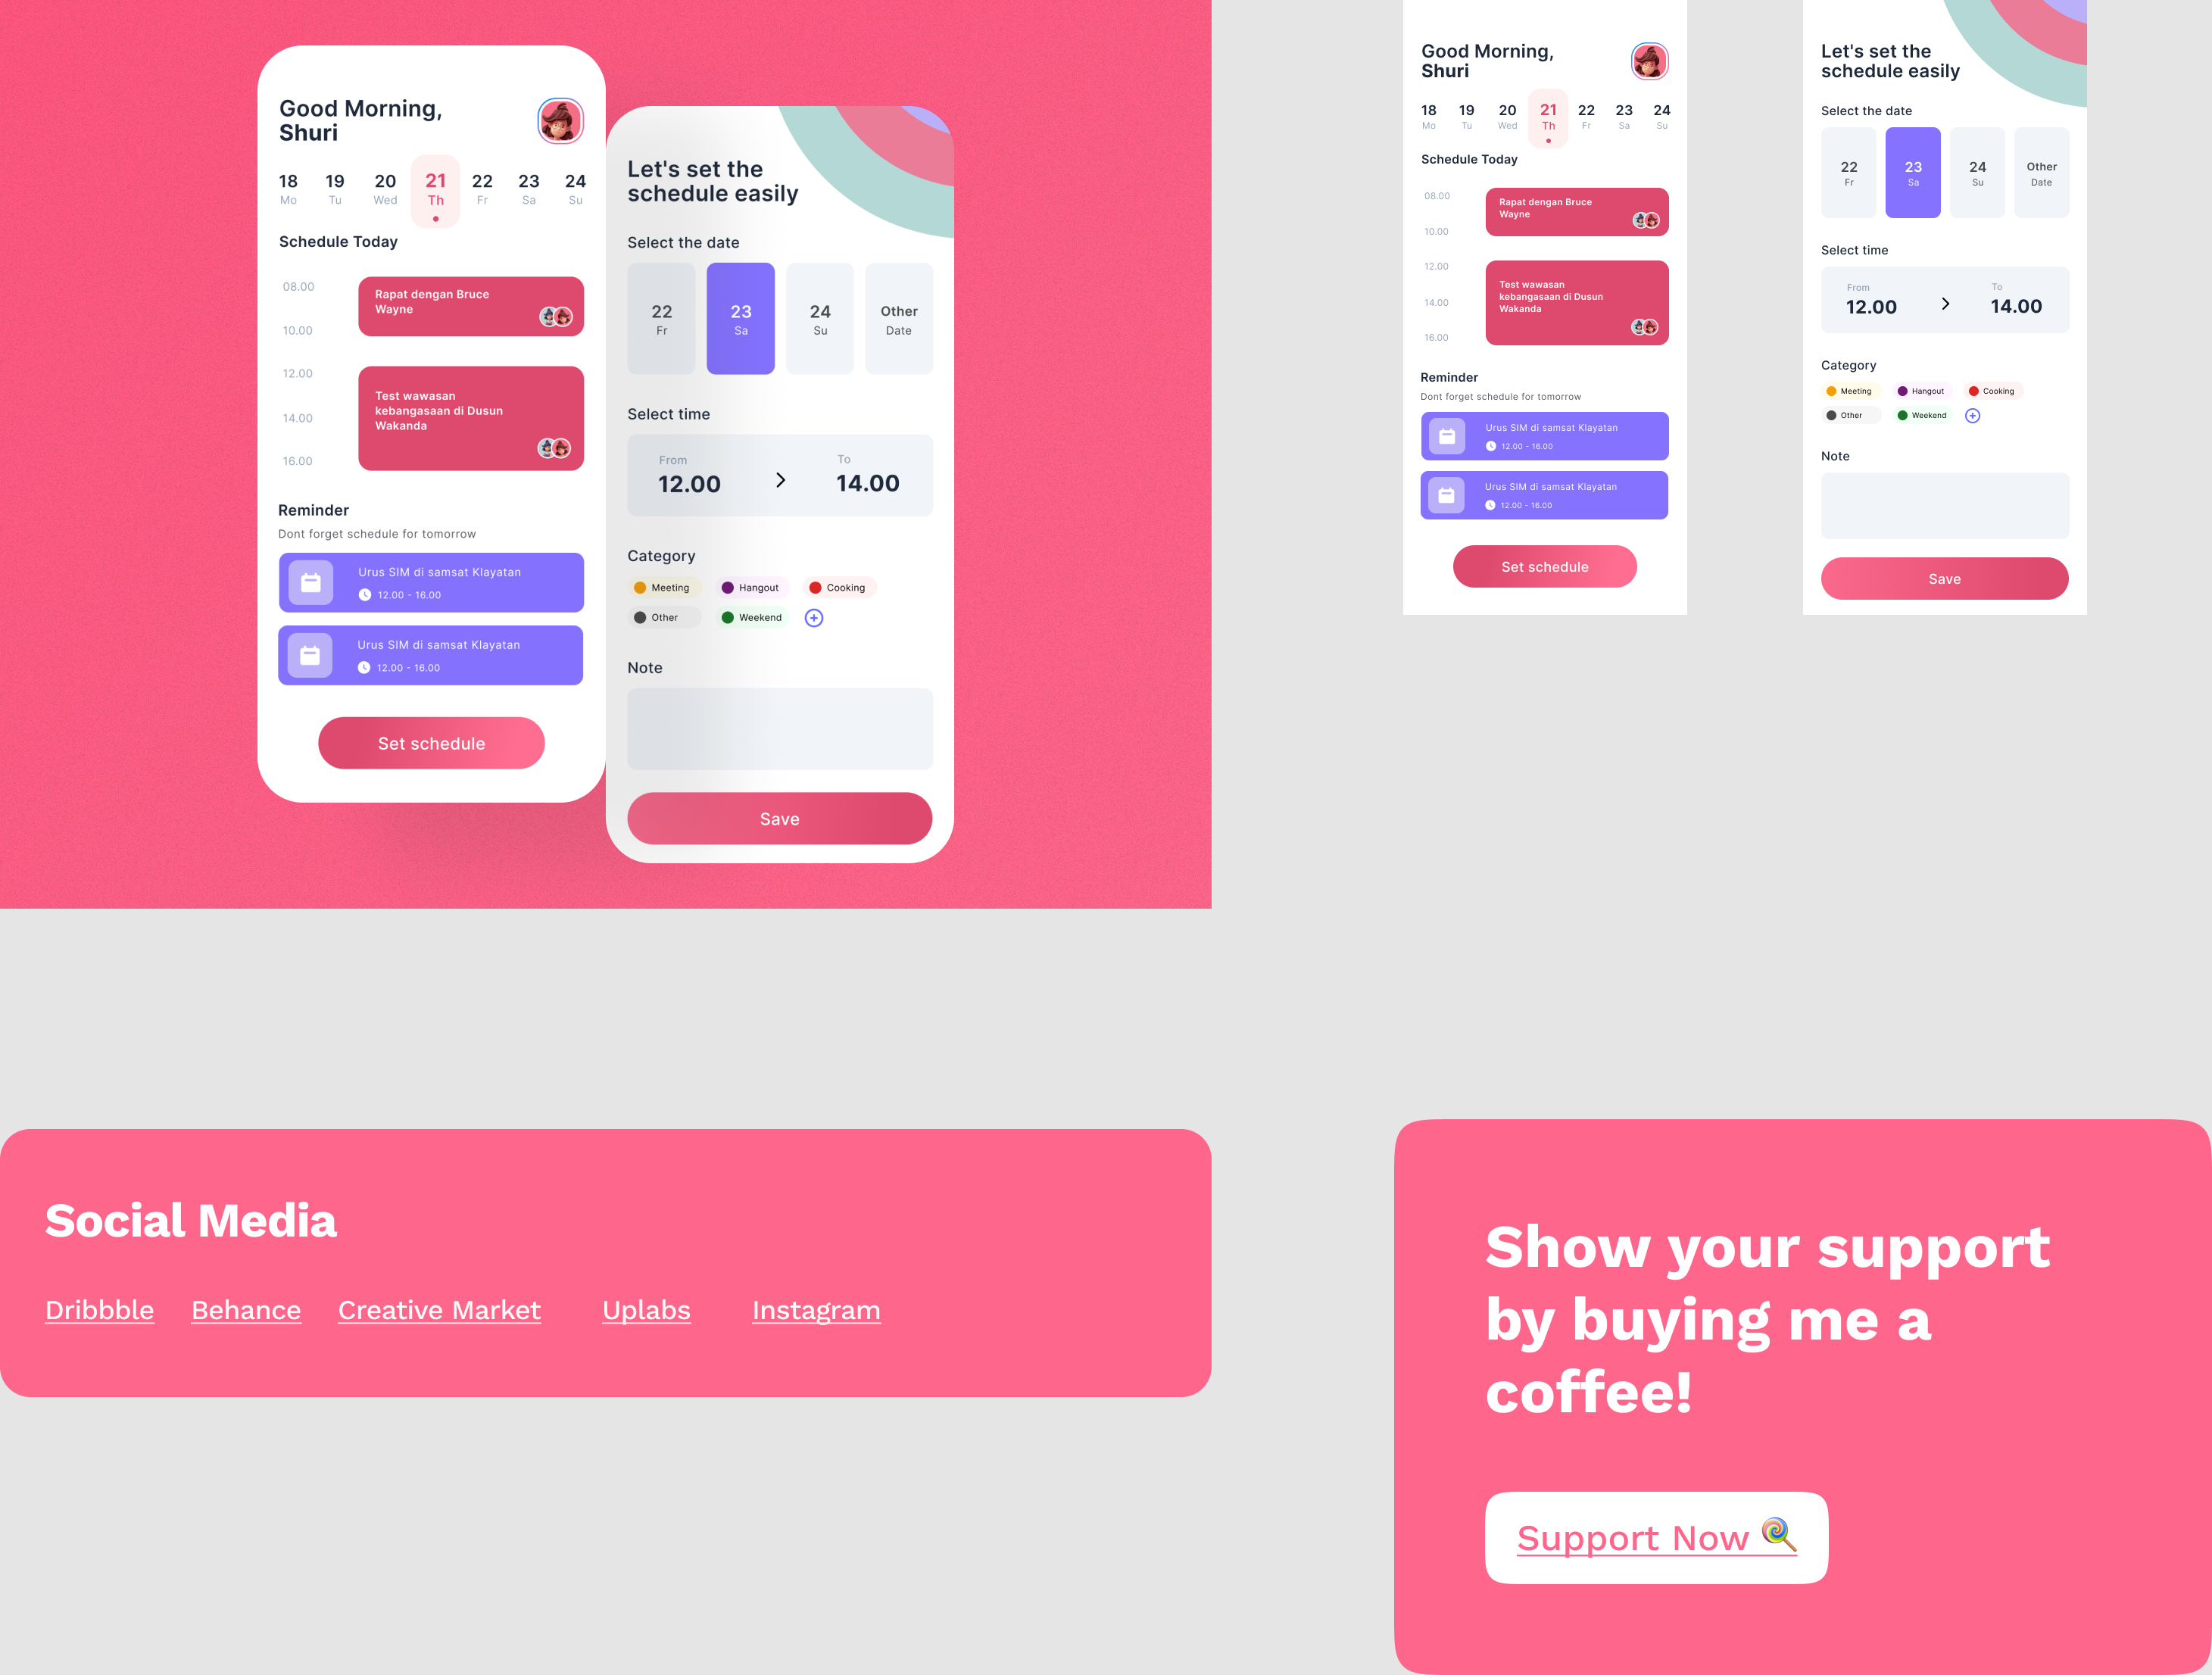 Good Morning,
Shuri
18 19 20 21 22 23 24
Mo Tu Wed Th Fr Sa Su
Schedule Today
08.00
Rapat dengan Bruce
Wayne
10.00
12.00
Test wawasan
kebangasaan di Dusun
Wakanda
14.00
16.00
Reminder
Dont forget schedule for tomorrow
Urus SIM di samsat Klayatan
12.00 - 16.00
Urus SIM di samsat Klayatan
12.00 - 16.00
Set schedule
Let's set the
schedule easily
Select the date
22 23 24 Other
Fr Sa Su Date
Select time
From To
12.00 14.00
Category
Meeting Hangout Cooking
Other Weekend
Note
Save
Good Morning,
Shuri
18 19 20 21 22 23 24
Mo Tu Wed Th Fr Sa Su
Schedule Today
08.00
Rapat dengan Bruce
Wayne
10.00
12.00
Test wawasan
kebangasaan di Dusun
Wakanda
14.00
16.00
Reminder
Dont forget schedule for tomorrow
Urus SIM di samsat Klayatan
12.00 - 16.00
Urus SIM di samsat Klayatan
12.00 - 16.00
Set schedule
Let's set the
schedule easily
Select the date
22 23 24 Other
Fr Sa Su Date
Select time
From To
12.00 14.00
Category
Meeting Hangout Cooking
Other Weekend
Note
Save
Social Media
Dribbble Behance Creative Market Uplabs Instagram
Show your support
by buying me a
coffee!
Support Now 🍭